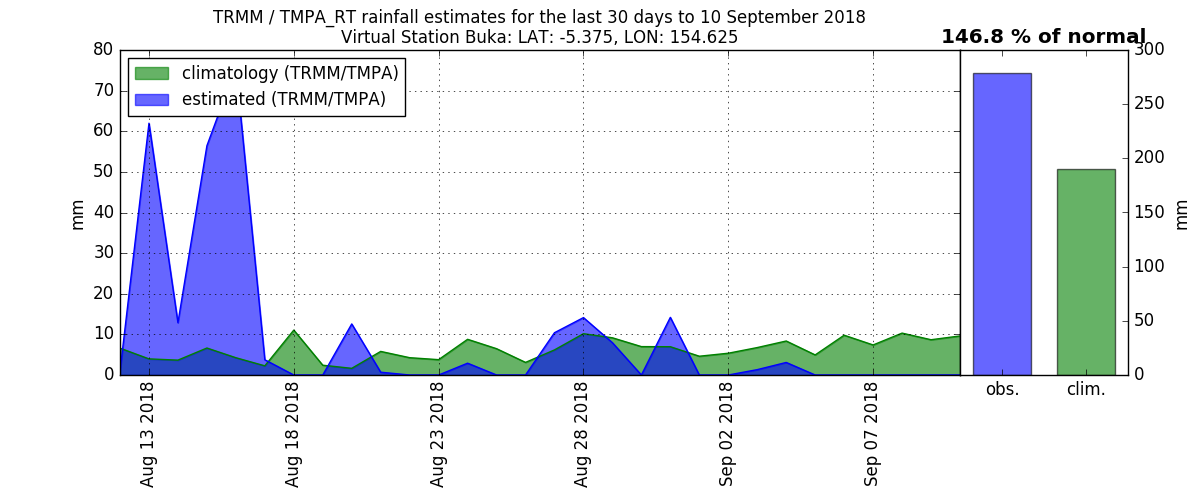 TRMM / TMPA_RT rainfall estimates for the last 30 days to 10 September 2018
Virtual Station Buka: LAT: -5.375, LON: 154.625
146.8 % of normal
climatology (TRMM/TMPA)
estimated (TRMM/TMPA)
80
70
60
50
40
30
20
10
0
mm
Aug 13 2018
Aug 18 2018
Aug 23 2018
Aug 28 2018
Sep 02 2018
Sep 07 2018
300
250
200
150
100
50
0
mm
obs.
clim.